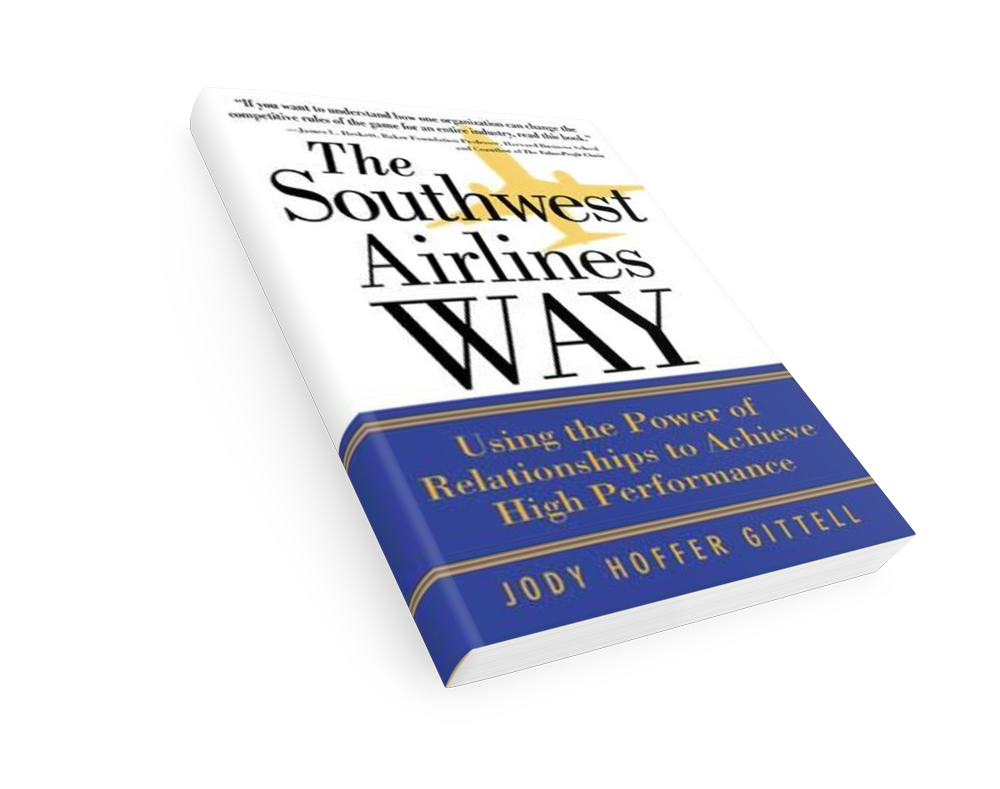 “If you want to understand how one organization can change the
competitive rules of the game for an entire industry, read this book.”
—James L. Heskett, Baker Foundation Professor, Harvard Business School
and Coauthor of The Value-Profit Chain
The
Southwest
Airlines
WAY
Using the Power of
Relationships to Achieve
High Performance
JODY HOFFER GITTELL